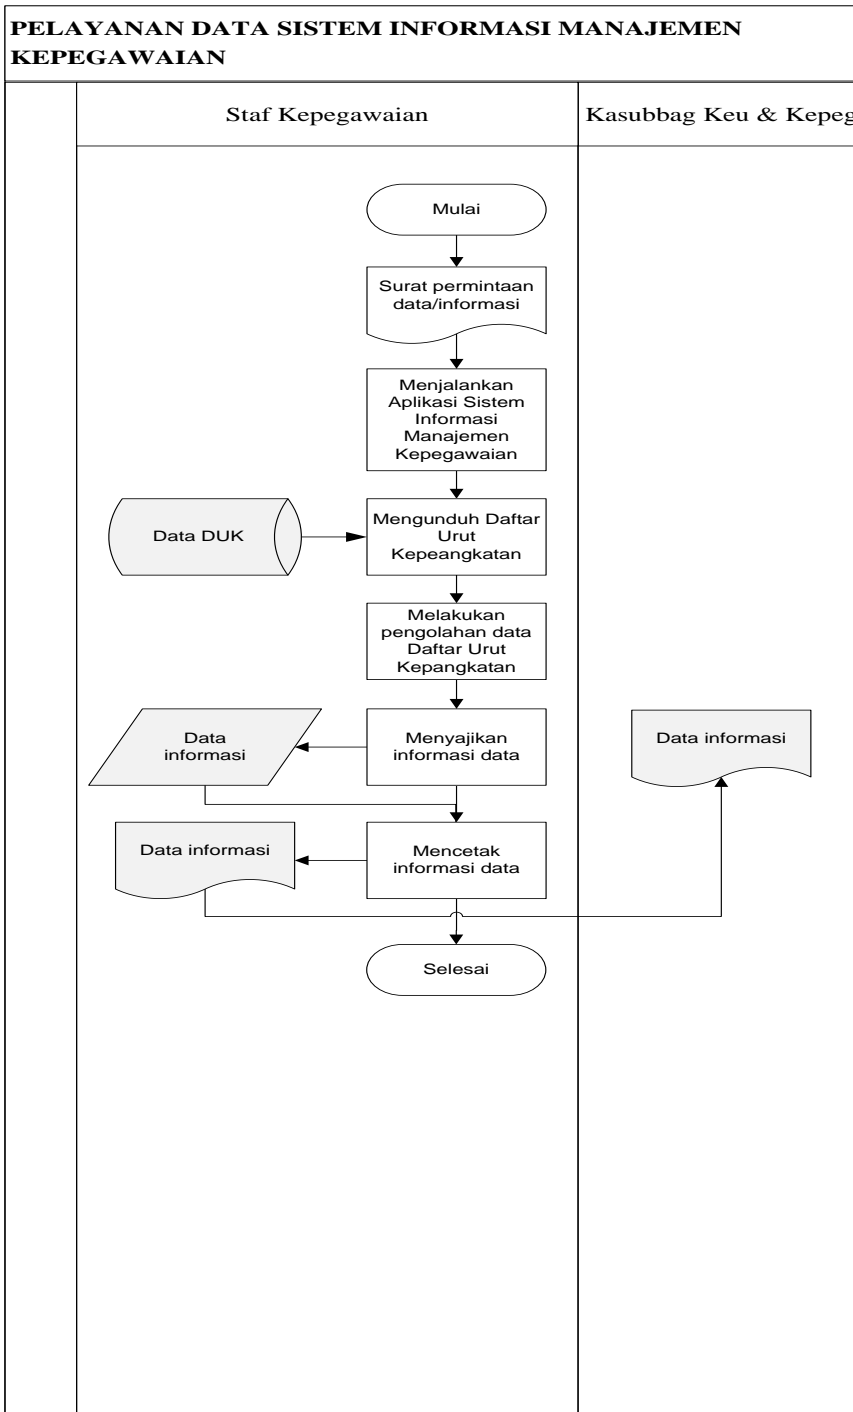 PELAYANAN DATA SISTEM INFORMASI MANAJEMEN
KEPEGAWAIAN
Staf Kepegawaian
Kasubbag Keu & Kepeg
Mulai
Surat permintaan
data/informasi
Menjalankan
Aplikasi Sistem
Informasi
Manajemen
Kepegawaian
Data DUK
Mengunduh Daftar
Urut
Kepeangkatan
Melakukan
pengolahan data
Daftar Urut
Kepangkatan
Data
informasi
Menyajikan
informasi data
Data informasi
Data informasi
Mencetak
informasi data
Selesai